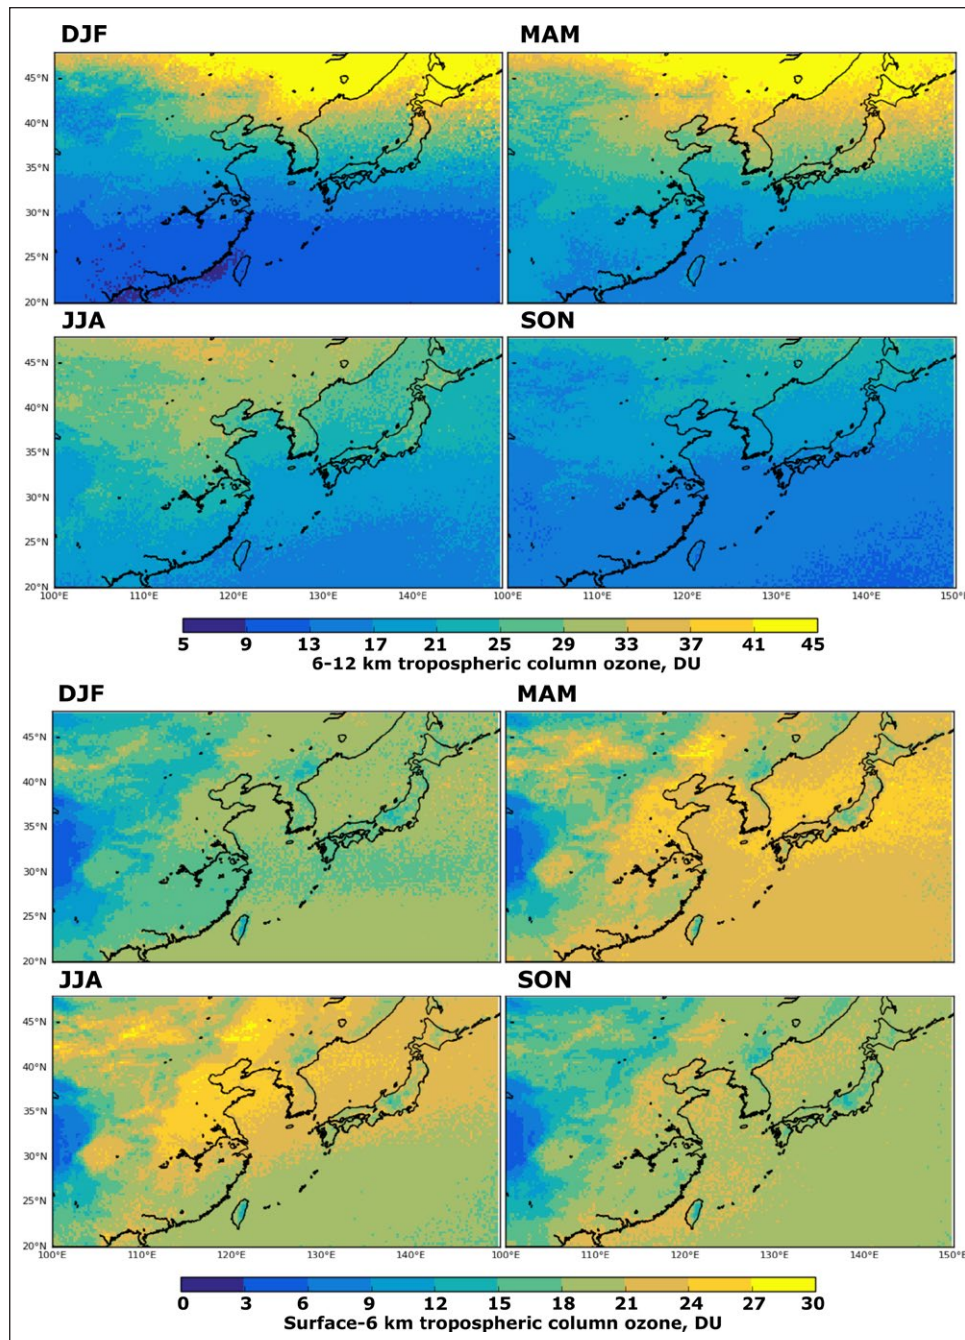 DJF MAM
45°N
40°N
35°N
30°N
25°N
20°N
JJA SON
45°N
40°N
35°N
30°N
25°N
20°N
100°E 110°E 120°E 130°E 140°E 100°E 110°E 120°E 130°E 140°E 150°E
5 9 13 17 21 25 29 33 37 41 45
6-12 km tropospheric column ozone, DU
DJF MAM
45°N
40°N
35°N
30°N
25°N
20°N
JJA SON
45°N
40°N
35°N
30°N
25°N
20°N
100°E 110°E 120°E 130°E 140°E 100°E 110°E 120°E 130°E 140°E 150°E
0 3 6 9 12 15 18 21 24 27 30
Surface-6 km tropospheric column ozone, DU